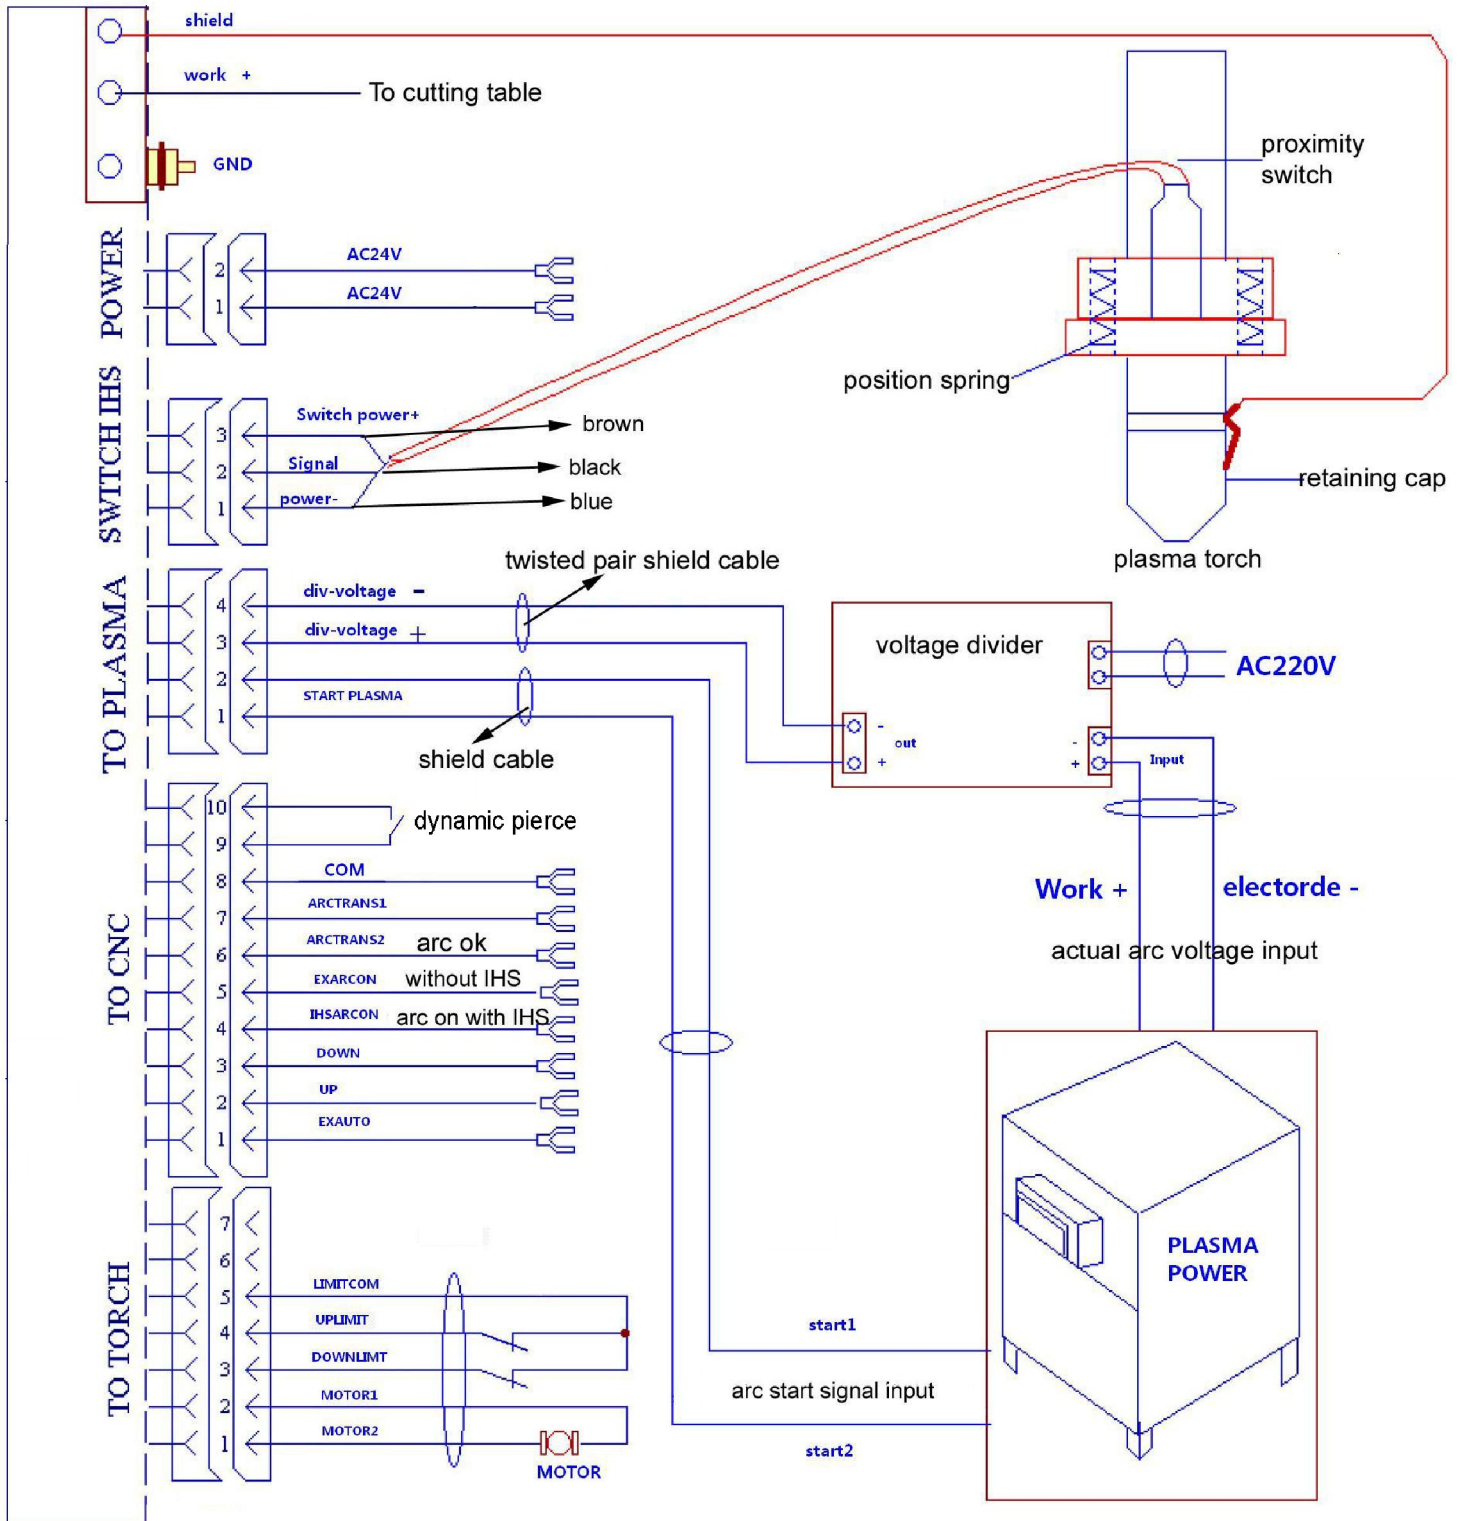 shield
work +
To cutting table
GND
proximity
switch
POWER
2
AC24V
1
AC24V
position spring
SWITCH IHS
3
Switch power+
brown
2
Signal
black
1
power-
blue
retaining cap
plasma torch
twisted pair shield cable
TO PLASMA
4
div-voltage -
3
div-voltage +
2
START PLASMA
1
shield cable
voltage divider
AC220V
-
out
+
-
+ Input
Work +
electorde -
actual arc voltage input
TO CNC
10
9
dynamic pierce
8
COM
7
ARCTRANS1
6
ARCTRANS2 arc ok
5
EXARCON without IHS
4
IHSARCON arc on with IHS
3
DOWN
2
UP
1
EXAUTO
TO TORCH
7
6
5
LIMITCOM
4
UPLIMIT
3
DOWNLIMT
2
MOTOR1
1
MOTOR2
MOTOR
PLASMA
POWER
start1
arc start signal input
start2